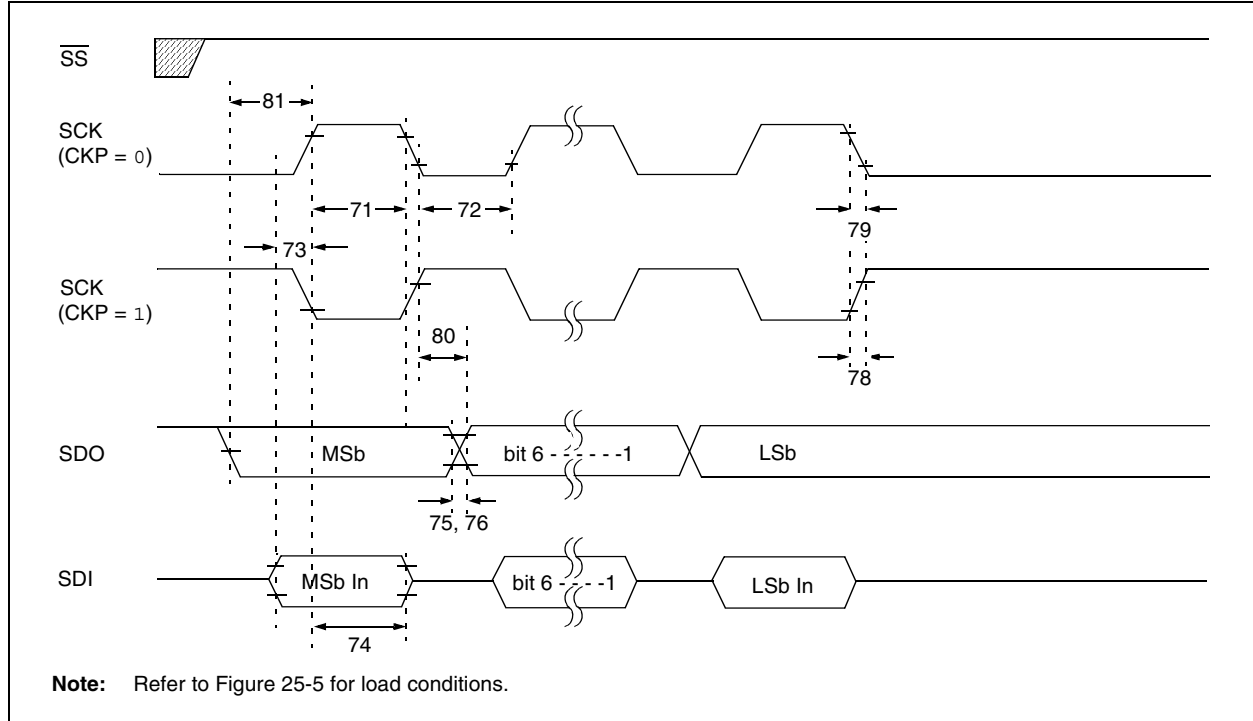 SS
81
SCK
(CKP = 0)
71
72
79
73
SCK
(CKP = 1)
80
78
SDO
MSb
bit 6 - - - - - -1
LSb
75, 76
SDI
MSb In
bit 6 - - - - -1
LSb In
74
Note: Refer to Figure 25-5 for load conditions.